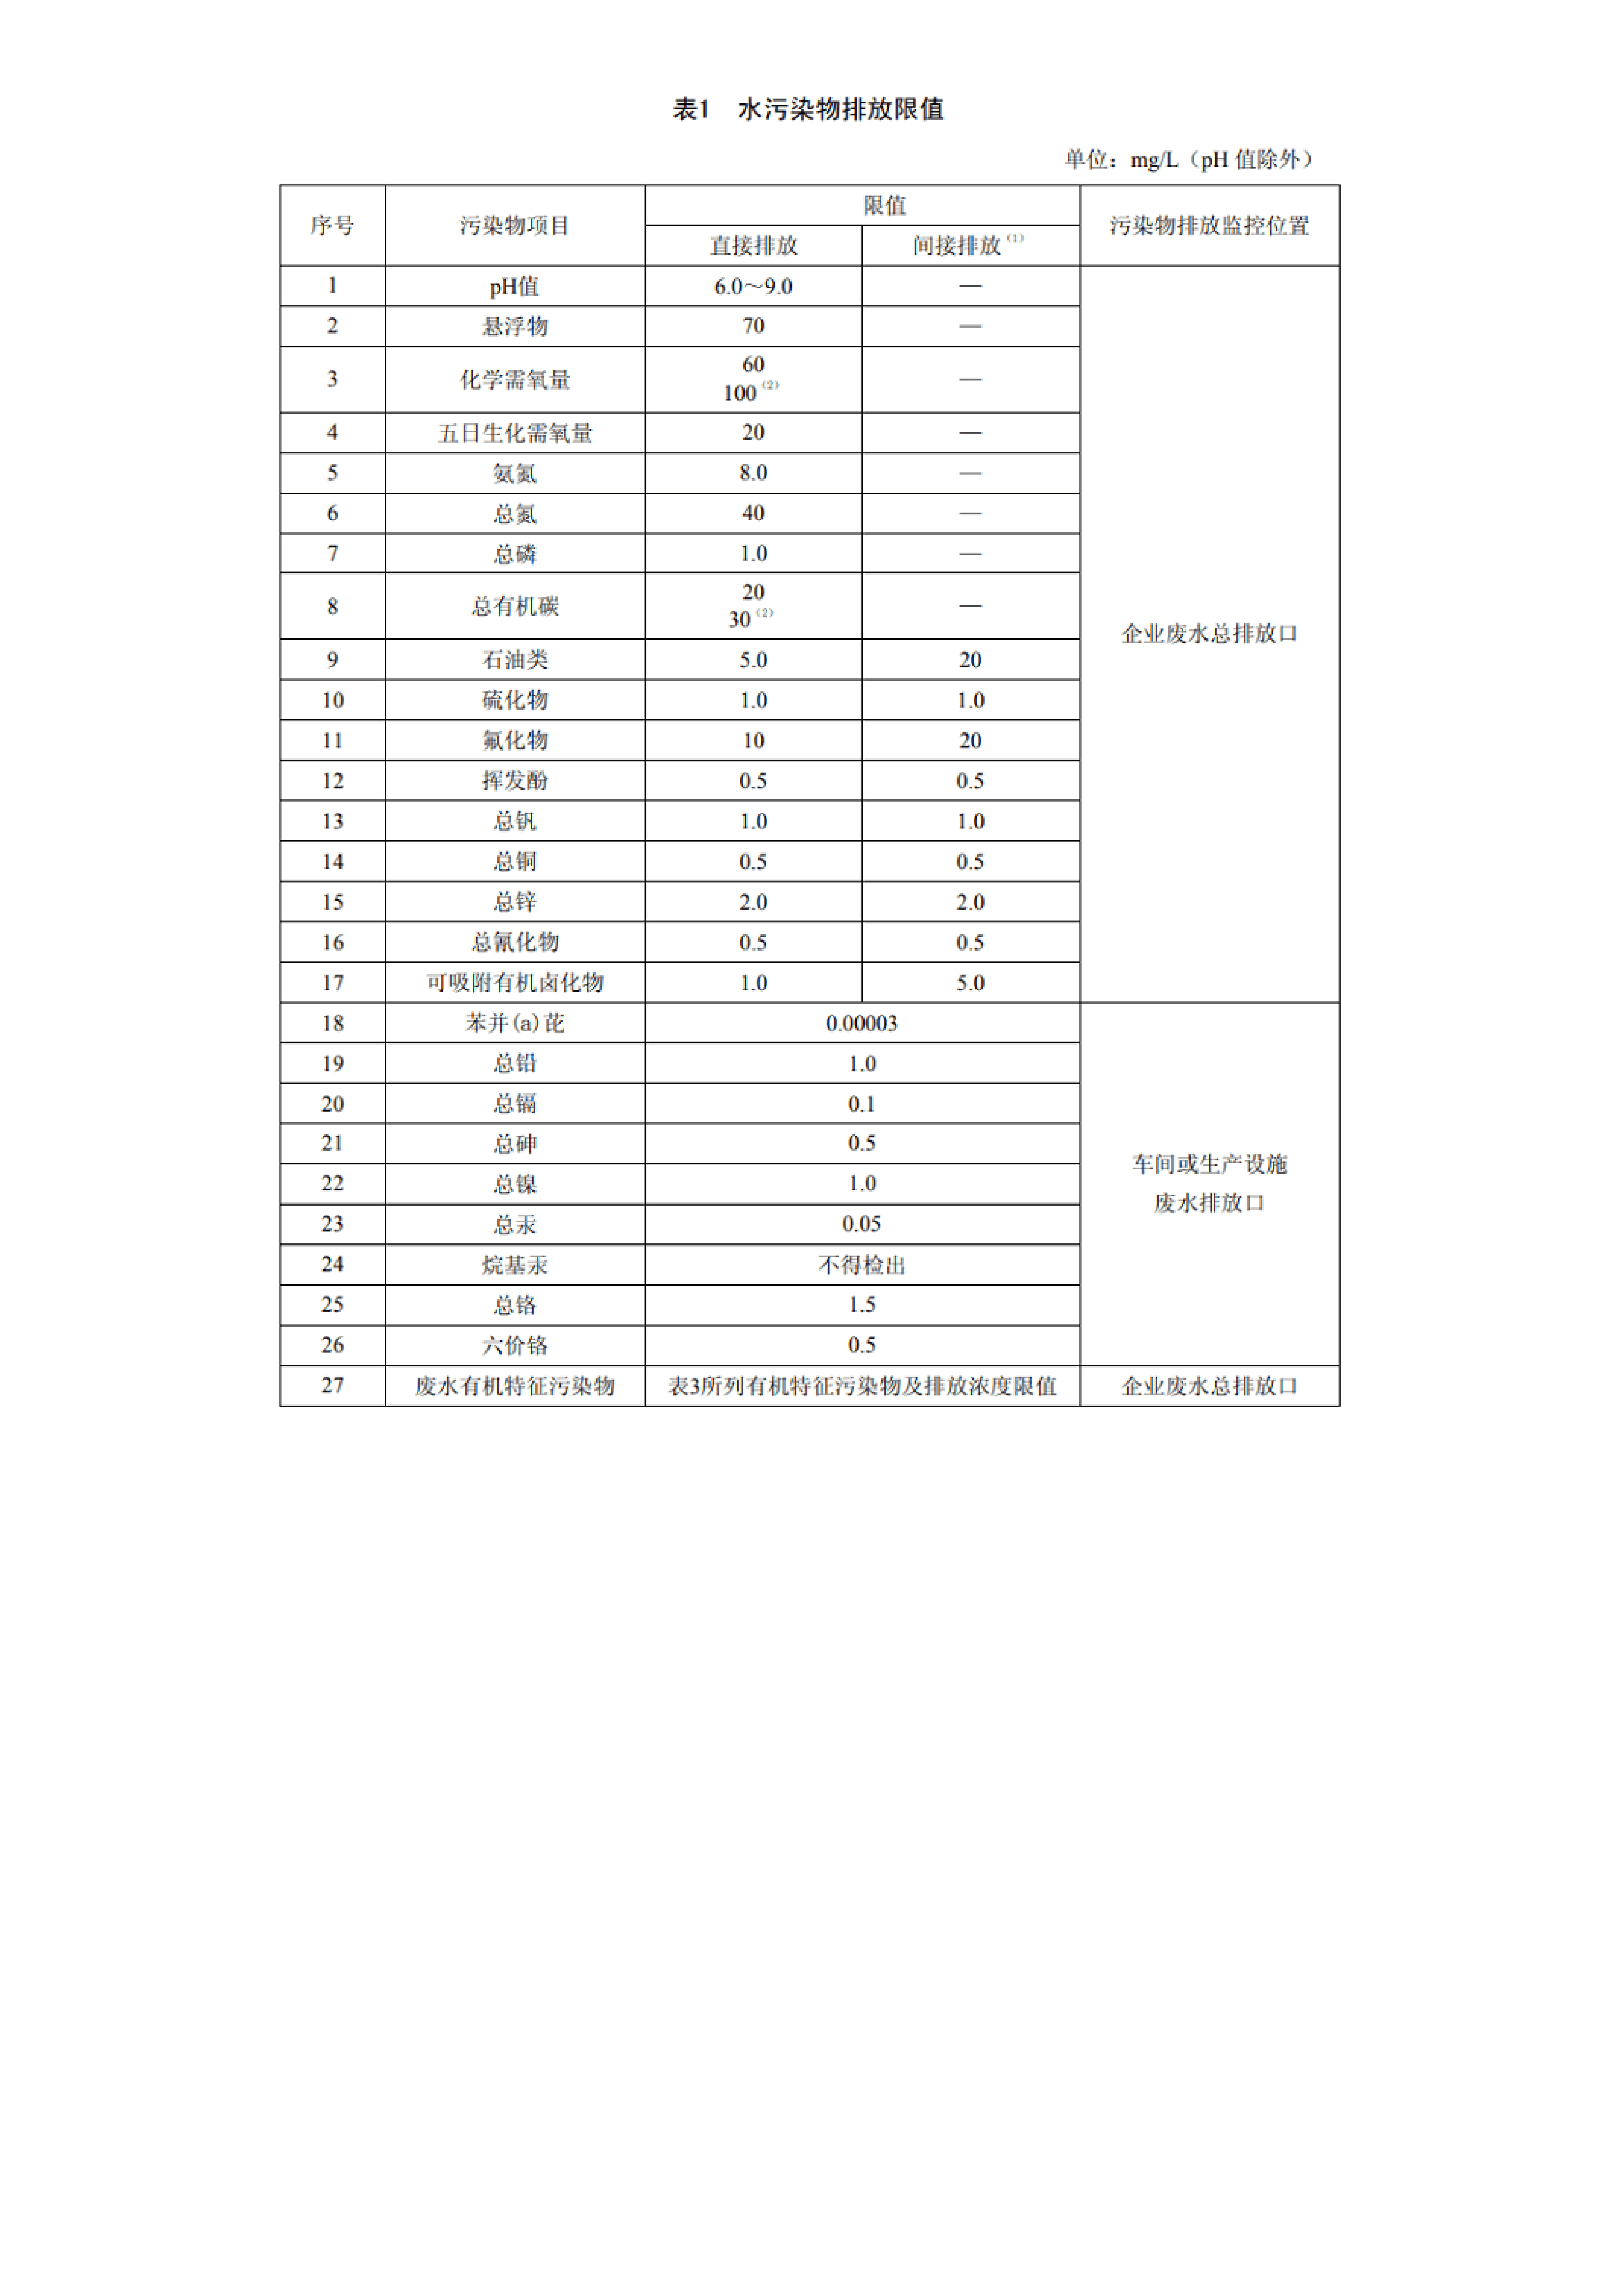 表1 水污染物排放限值
单位：mg/L（pH 值除外）
序号 污染物项目 限值 污染物排放监控位置
直接排放 间接排放（1）
1 pH值 6.0～9.0 — 企业废水总排放口
2 悬浮物 70 —
3 化学需氧量 60 —
100（2）
4 五日生化需氧量 20 —
5 氨氮 8.0 —
6 总氮 40 —
7 总磷 1.0 —
8 总有机碳 20 —
30（2）
9 石油类 5.0 20
10 硫化物 1.0 1.0
11 氟化物 10 20
12 挥发酚 0.5 0.5
13 总钒 1.0 1.0
14 总铜 0.5 0.5
15 总锌 2.0 2.0
16 总氰化物 0.5 0.5
17 可吸附有机卤化物 1.0 5.0
18 苯并(a)芘 0.00003 车间或生产设施
废水排放口
19 总铅 1.0
20 总镉 0.1
21 总砷 0.5
22 总镍 1.0
23 总汞 0.05
24 烷基汞 不得检出
25 总铬 1.5
26 六价铬 0.5
27 废水有机特征污染物 表3所列有机特征污染物及排放浓度限值 企业废水总排放口